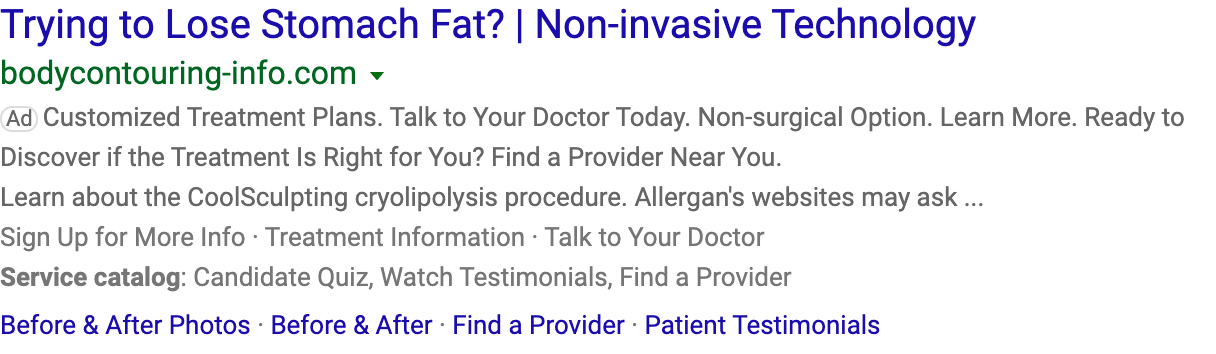 Trying to Lose Stomach Fat? | Non-invasive Technology
bodycontouring-info.com
Ad Customized Treatment Plans. Talk to Your Doctor Today. Non-surgical Option. Learn More. Ready to
Discover if the Treatment Is Right for You? Find a Provider Near You.
Learn about the CoolSculpting cryolipolysis procedure. Allergan's websites may ask ...
Sign Up for More Info · Treatment Information · Talk to Your Doctor
Service catalog: Candidate Quiz, Watch Testimonials, Find a Provider
Before & After Photos · Before & After · Find a Provider · Patient Testimonials